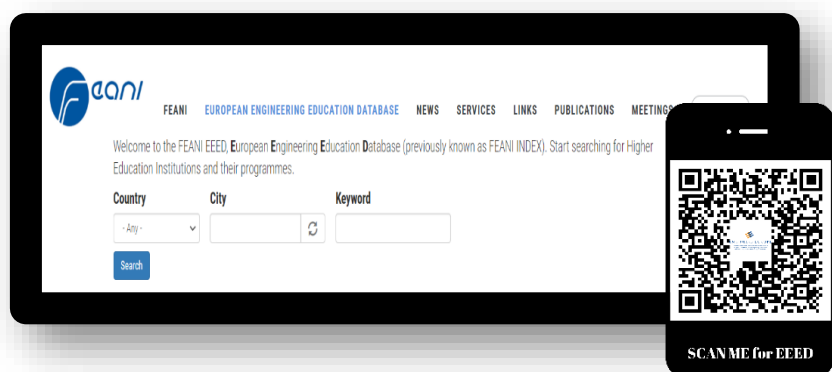 Feani
FEANI EUROPEAN ENGINEERING EDUCATION DATABASE NEWS SERVICES LINKS PUBLICATIONS MEETINGS
Welcome to the FEANI EEED, European Engineering Education Database (previously known as FEANI INDEX). Start searching for Higher
Education Institutions and their programmes.
Country City Keyword
- Any -
Search
SCAN ME for EEED